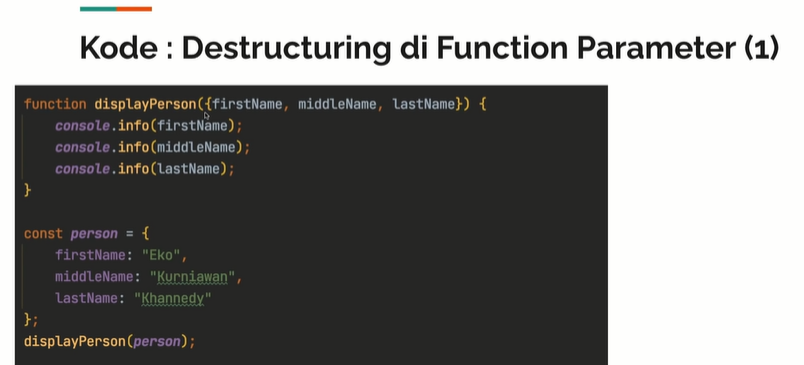 Kode : Destructuring di Function Parameter (1)
function displayPerson({firstName, middleName, lastName}) {
    console.info(firstName);
    console.info(middleName);
    console.info(lastName);
}
const person = {
    firstName: "Eko",
    middleName: "Kurniawan",
    lastName: "Khannedy"
};
displayPerson(person);